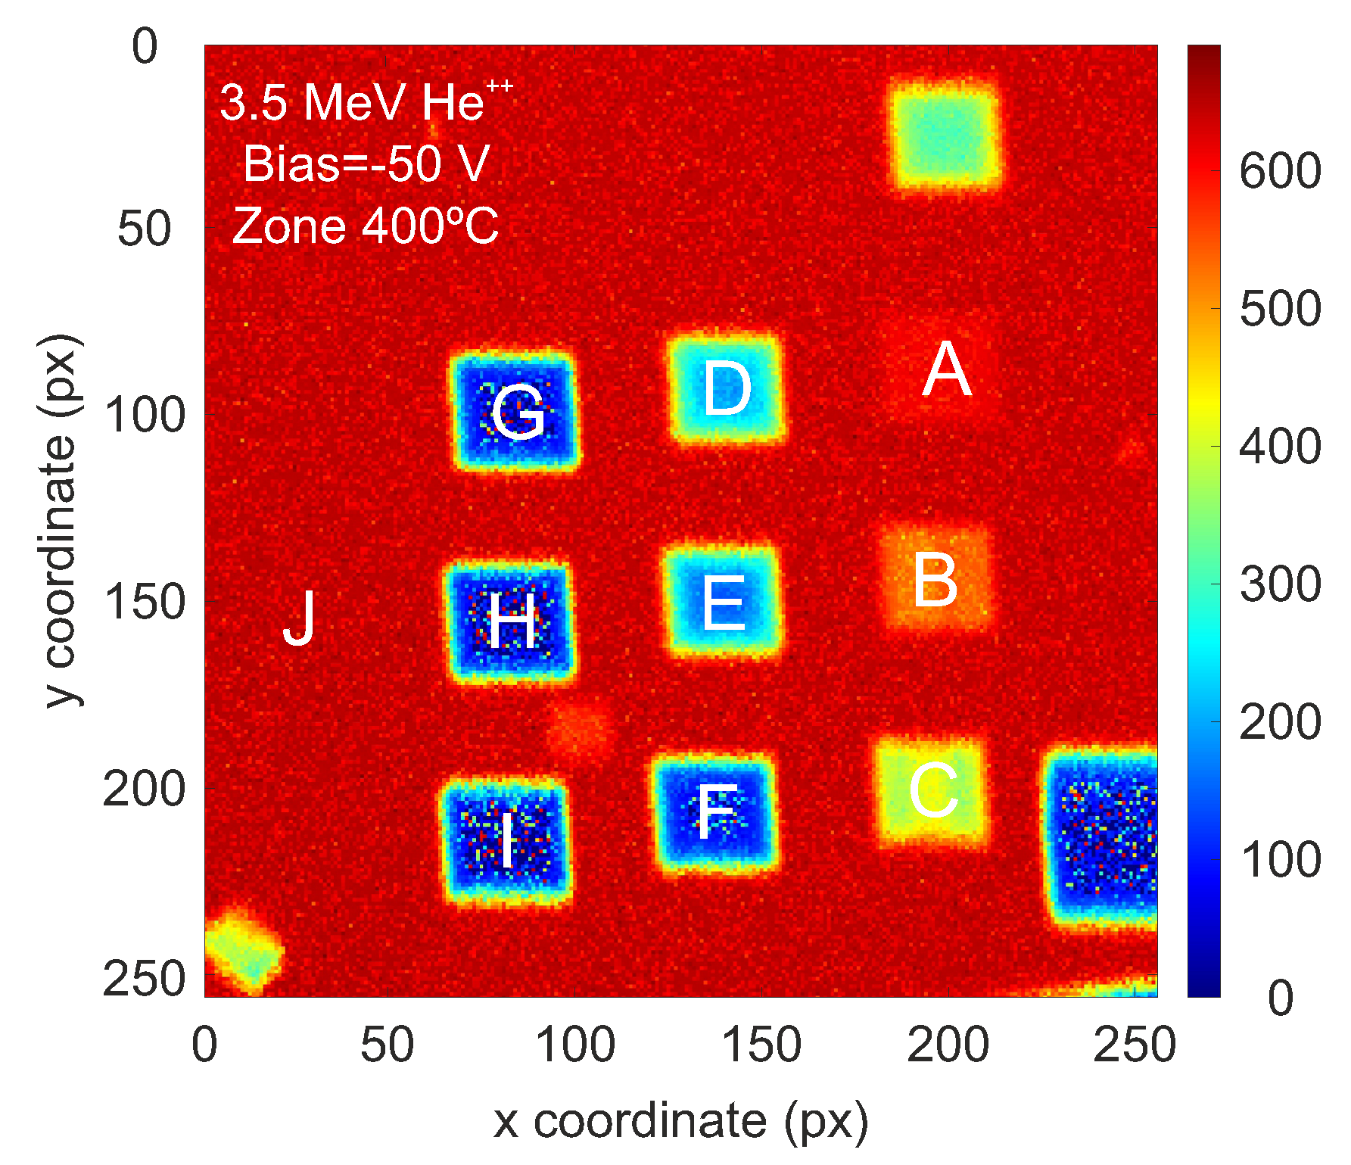 3.5 MeV He++
Bias=-50 V
Zone 400ºC
0
50
100
150
200
250
y coordinate (px)
0
50
100
150
200
250
x coordinate (px)
G
D
A
J
H
E
B
I
F
C
600
500
400
300
200
100
0